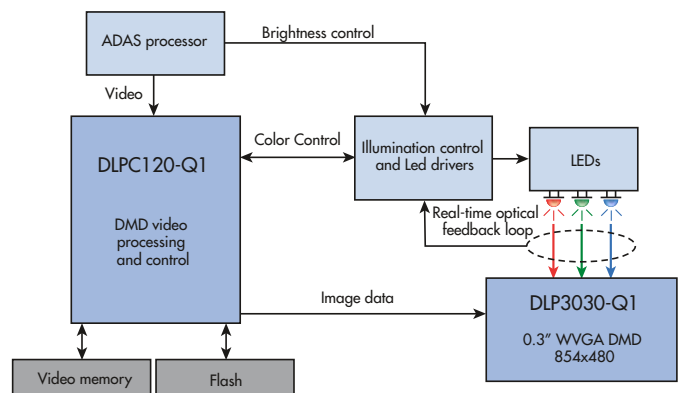 ADAS processor
Brightness control
Video
DLPC120-Q1
DMD video
processing
and control
Color Control
Illumination control
and Led drivers
LEDs
Real-time optical
feedback loop
Image data
DLP3030-Q1
0.3" WVGA DMD
854x480
Video memory
Flash